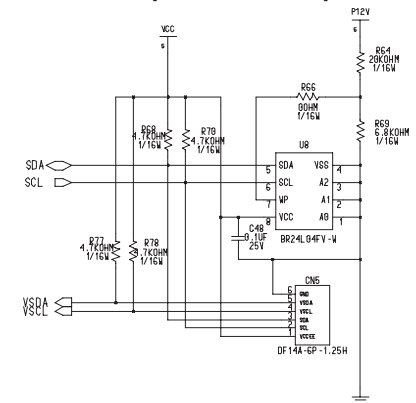 P12V
6
VCC
6
R64
20KOHM
1/16W
R66
0OHM
1/16W
R69
6.8KOHM
1/16W
R68
4.7KOHM
1/16W
R70
4.7KOHM
1/16W
U8
SDA
SCL
5 SDA VSS 4
6 SCL A2 3
7 WP A1 2
8 VCC A0 1
BR24L04FV-W
C48
0.1UF
25V
R77
4.7KOHM
1/16W
R78
4.7KOHM
1/16W
VSDA
VSCL
CN5
6 GND
5 VSDA
4 VSCL
3 SDA
2 SCL
1 VCCEE
DF14A-6P-1.25H